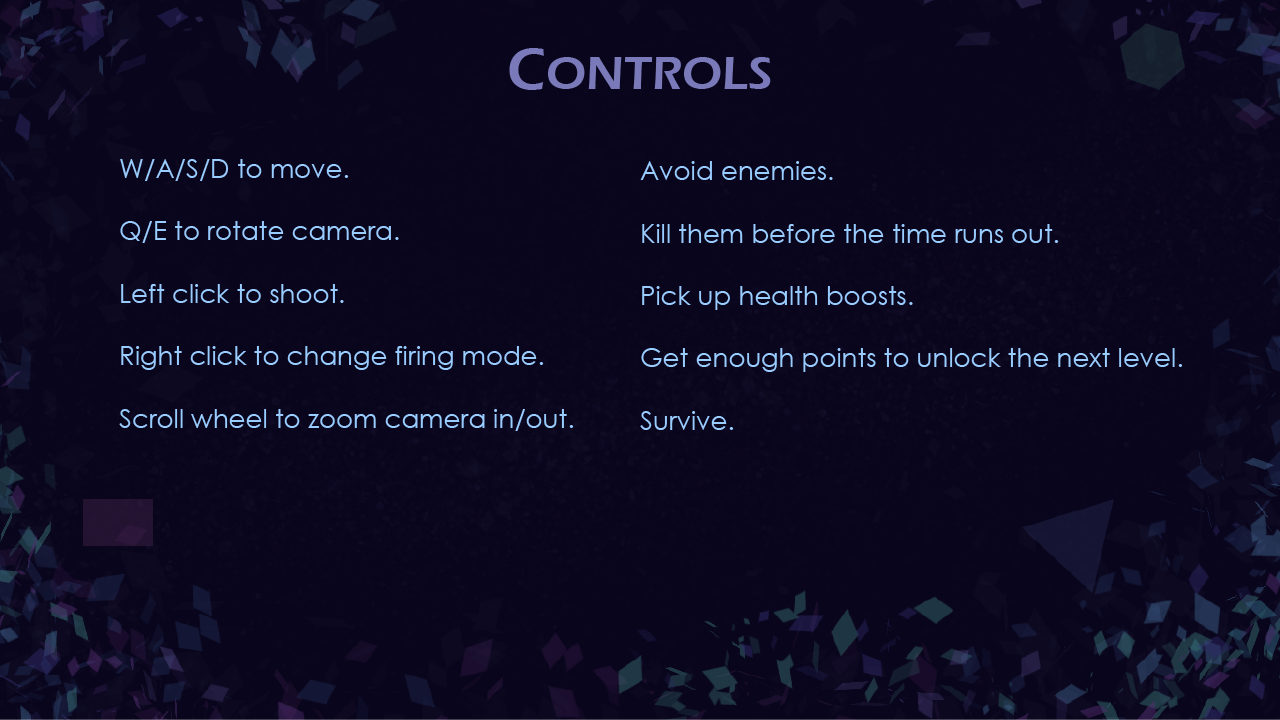 CONTROLS
W/A/S/D to move.
Q/E to rotate camera.
Left click to shoot.
Right click to change firing mode.
Scroll wheel to zoom camera in/out.
Avoid enemies.
Kill them before the time runs out.
Pick up health boosts.
Get enough points to unlock the next level.
Survive.